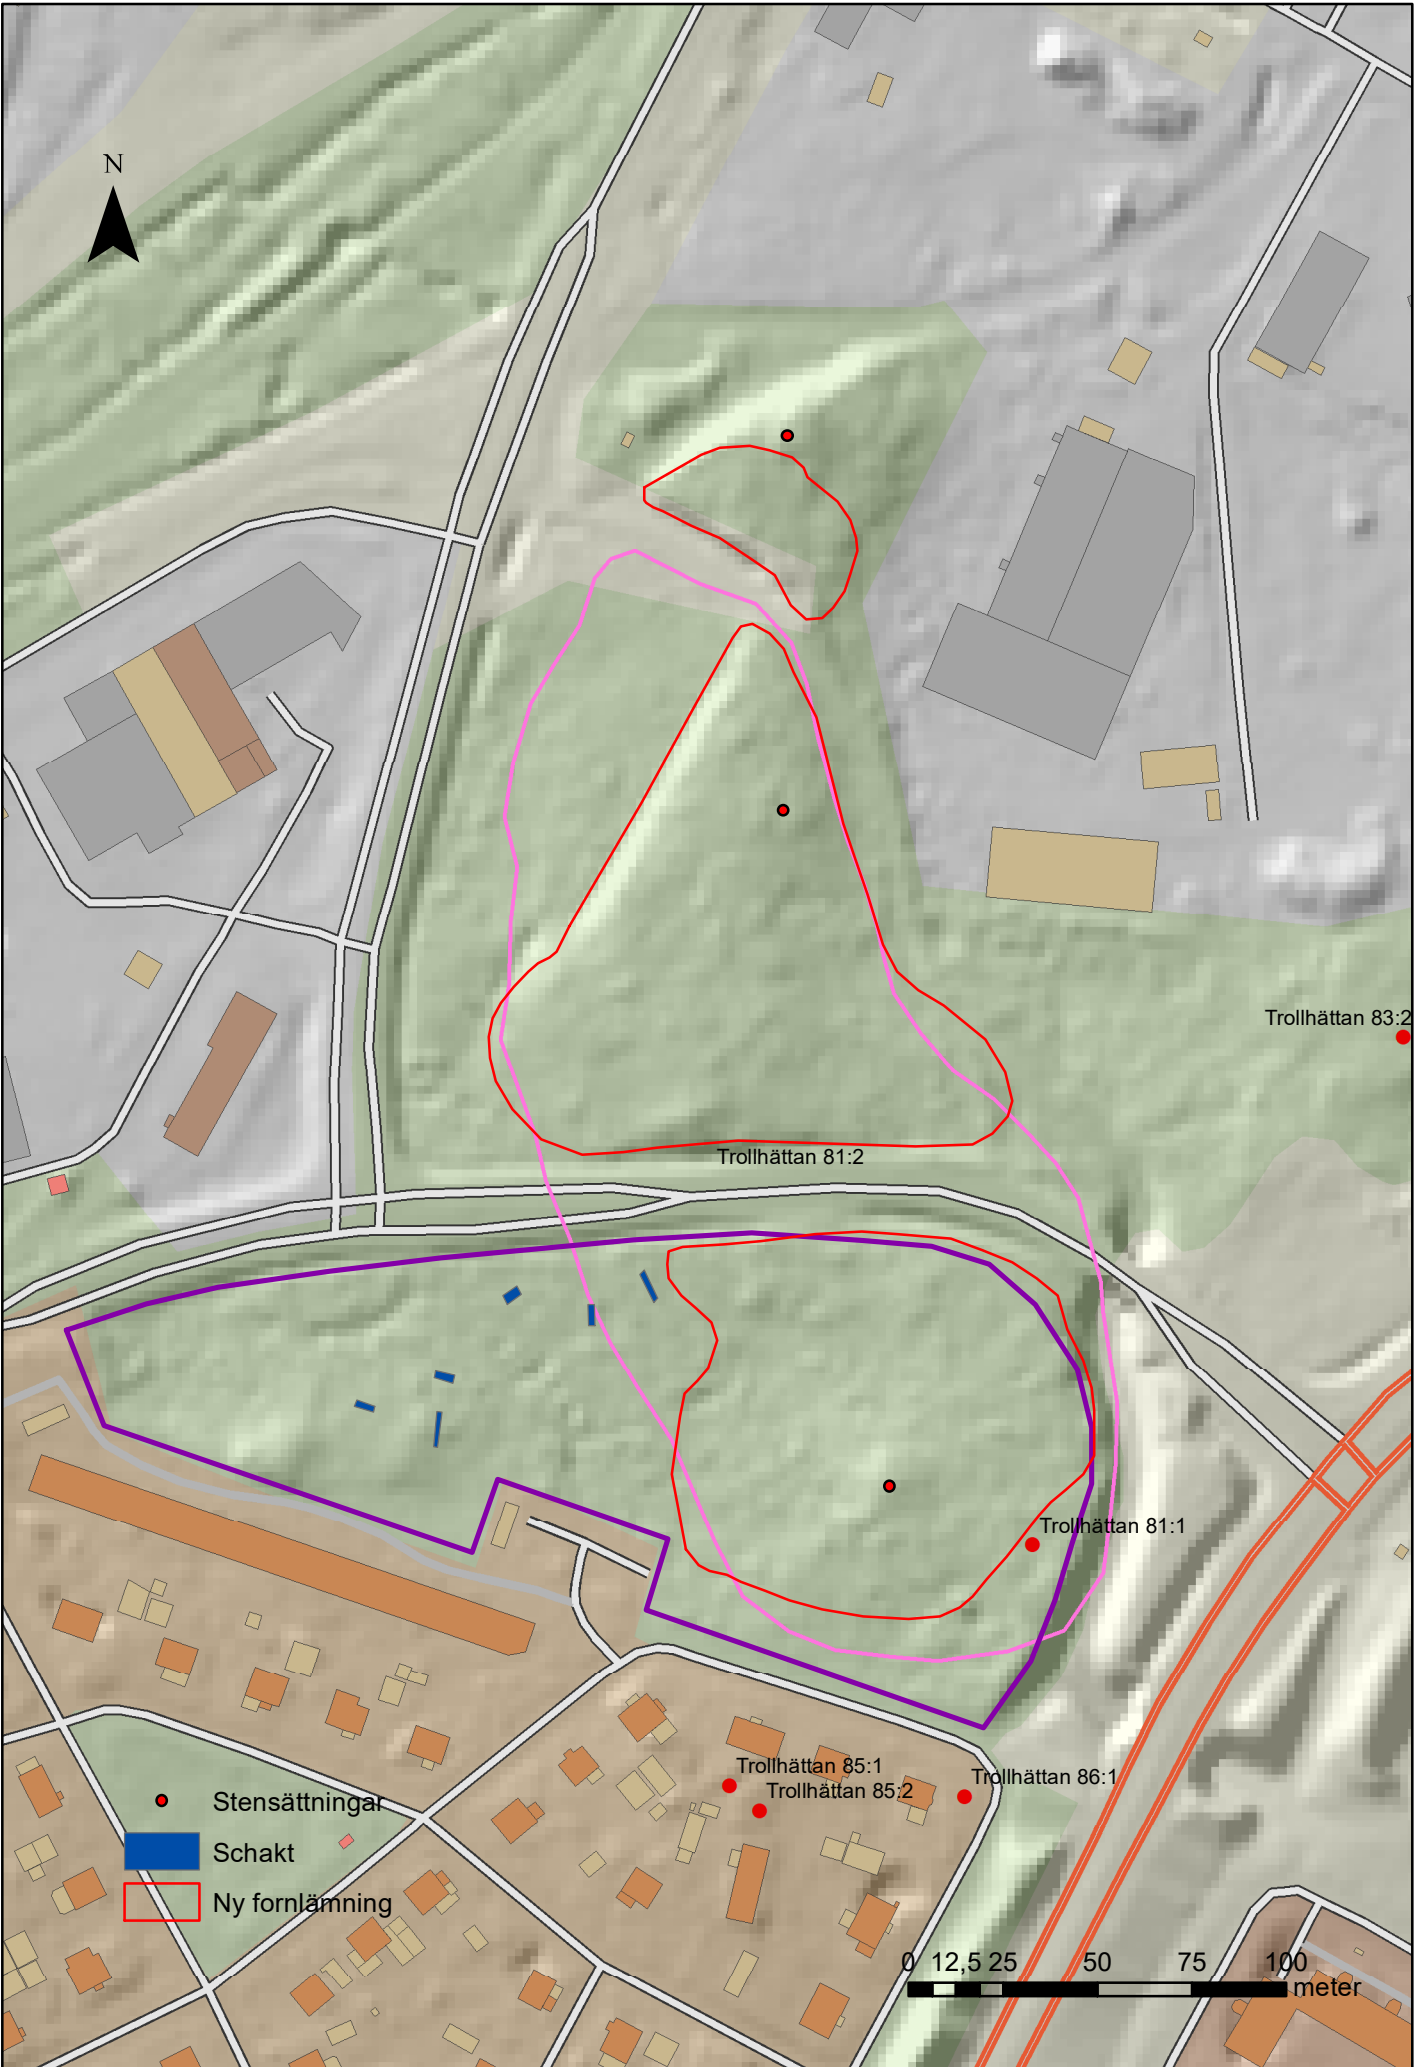 N
Trollhättan 83:2
Trollhättan 81:2
Trollhättan 81:1
Trollhättan 85:1
Trollhättan 86:1
Trollhättan 85:2
Stensättningar
Schakt
Ny fornlämning
0 12,5 25 50 75 100
meter